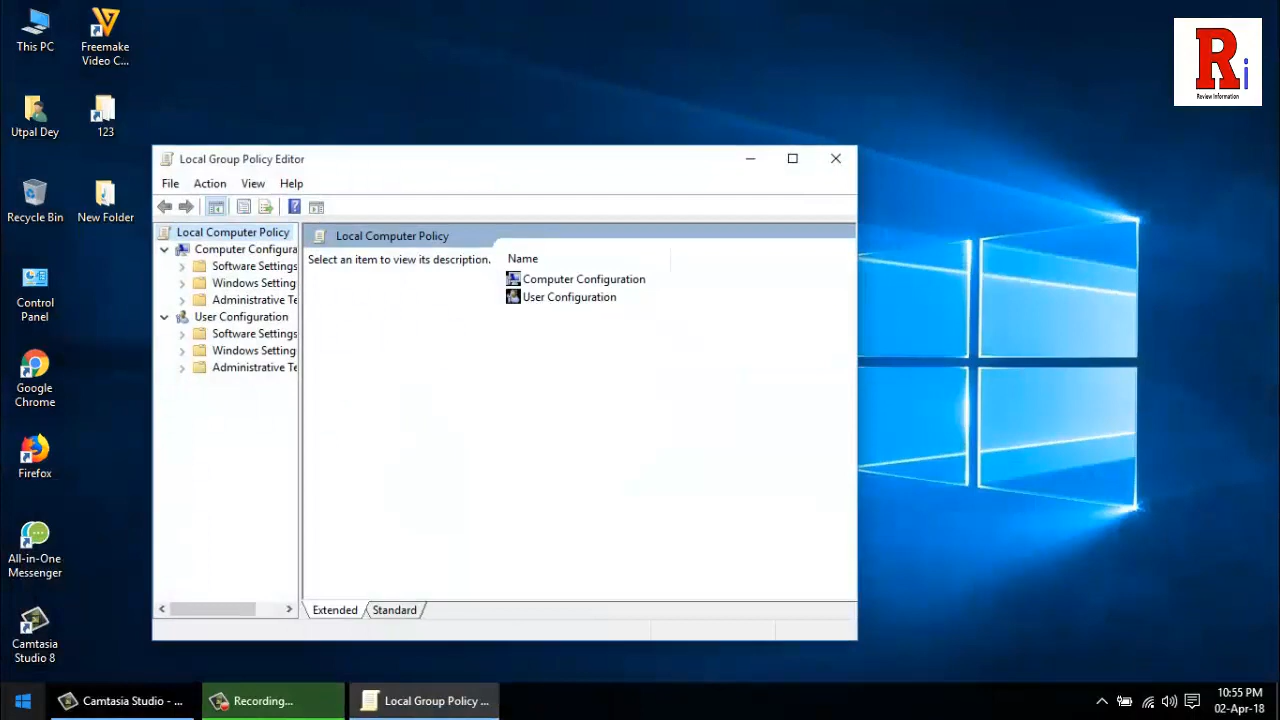 This PC
Freemake
Video C...
Ri
Review Information
Utpal Dey
123
Recycle Bin
New Folder
Control
Panel
Google
Chrome
Firefox
All-in-One
Messenger
Camtasia
Studio 8
Local Group Policy Editor
File Action View Help
Local Computer Policy
Computer Configura
Software Settings
Windows Setting
Administrative Te
User Configuration
Software Settings
Windows Setting
Administrative Te
Local Computer Policy
Select an item to view its description.
Name
Computer Configuration
User Configuration
Extended Standard
Camtasia Studio - ...
Recording...
Local Group Policy ...
10:55 PM
02-Apr-18